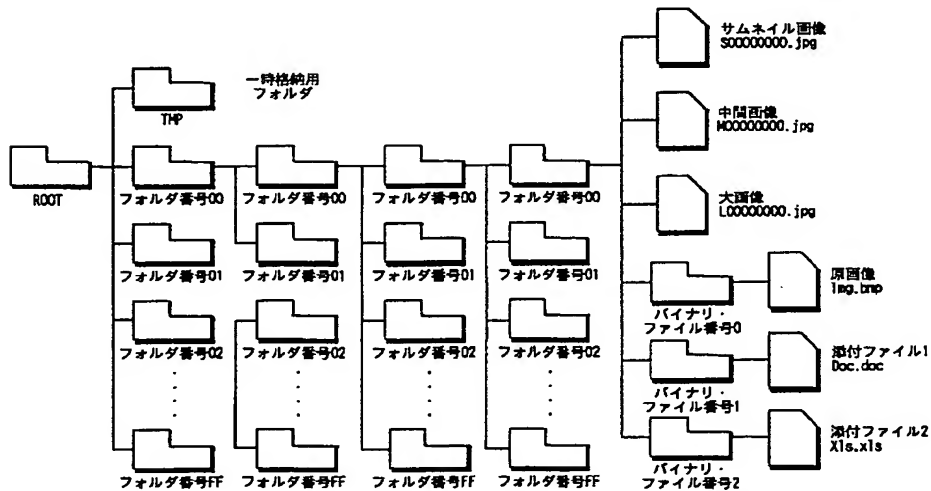 サムネイル画像
S00000000.jpg
一時格納用
フォルダ
TMP
中間画像
M00000000.jpg
ROOT
フォルダ番号00
フォルダ番号00
フォルダ番号00
フォルダ番号00
大画像
L00000000.jpg
フォルダ番号01
フォルダ番号01
フォルダ番号01
フォルダ番号01
原画像
Img.bmp
バイナリ・
ファイル番号0
フォルダ番号02
フォルダ番号02
フォルダ番号02
フォルダ番号02
添付ファイル1
Doc.doc
バイナリ・
ファイル番号1
添付ファイル2
Xls.xls
フォルダ番号FF
フォルダ番号FF
フォルダ番号FF
フォルダ番号FF
バイナリ・
ファイル番号2